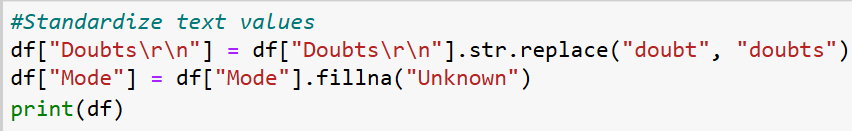 #Standardize text values
df["Doubts\r\n"] = df["Doubts\r\n"].str.replace("doubt", "doubts")
df["Mode"] = df["Mode"].fillna("Unknown")
print(df)